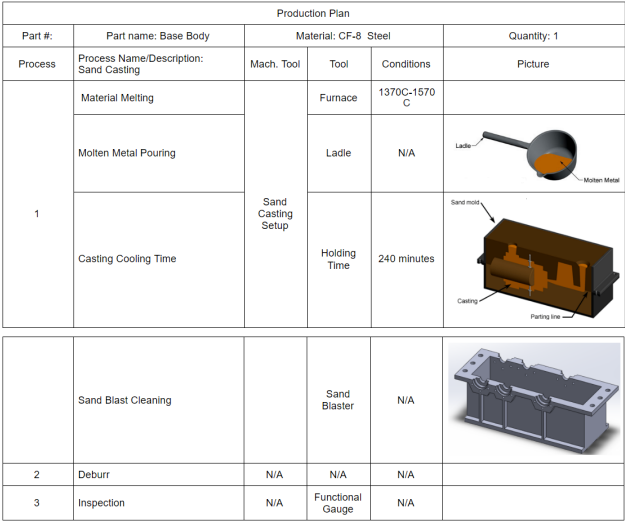 Production Plan
Part #:
Part name: Base Body
Material: CF-8 Steel
Quantity: 1
Process
Process Name/Description:
Sand Casting
Mach. Tool
Tool
Conditions
Picture
1
Material Melting
Sand
Casting
Setup
Furnace
1370C-1570
C
Molten Metal Pouring
Ladle
N/A
Ladle
Molten Metal
Casting Cooling Time
Holding
Time
240 minutes
Sand mold
Casting
Parting line
Sand Blast Cleaning
Sand
Blaster
N/A
2
Deburr
N/A
N/A
N/A
3
Inspection
N/A
Functional
Gauge
N/A